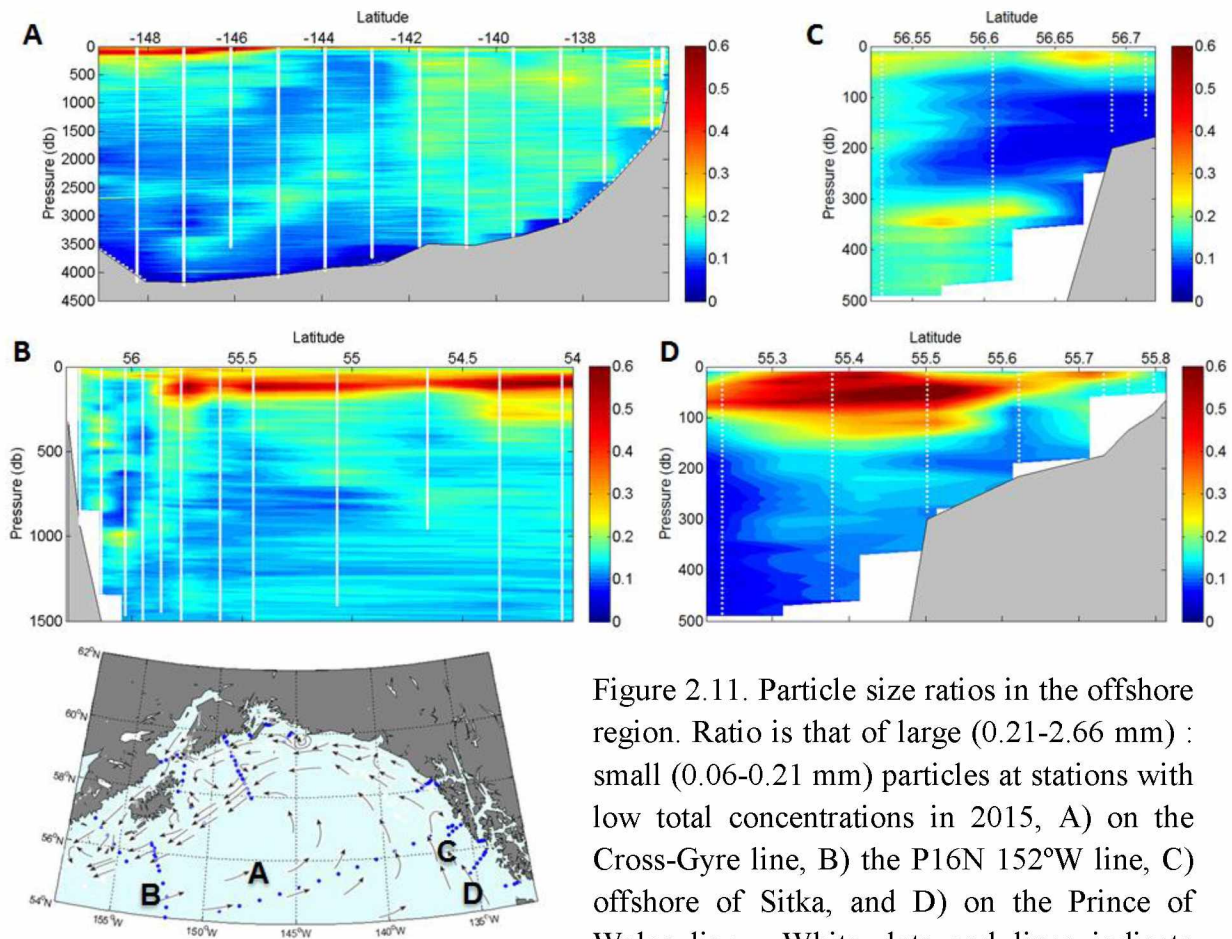 Latitude
A
-148 -146 -144 -142 -140 -138
0
500
1000
1500
2000
2500
3000
3500
4000
4500
Pressure (db)
0.6
0.5
0.4
0.3
0.2
0.1
0
Latitude
C
56.55 56.6 56.65 56.7
0
100
200
300
400
500
Pressure (db)
0.6
0.5
0.4
0.3
0.2
0.1
0
Latitude
B
56 55.5 55 54.5 54
0
500
1000
1500
Pressure (db)
0.6
0.5
0.4
0.3
0.2
0.1
0
Latitude
D
55.3 55.4 55.5 55.6 55.7 55.8
0
100
200
300
400
500
Pressure (db)
0.6
0.5
0.4
0.3
0.2
0.1
0
62°N
60°N
58°N
56°N
54°N
155°W 150°W 145°W 140°W 135°W
A
B
C
D
Figure 2.11. Particle size ratios in the offshore
region. Ratio is that of large (0.21-2.66 mm) :
small (0.06-0.21 mm) particles at stations with
low total concentrations in 2015, A) on the
Cross-Gyre line, B) the P16N 152ºW line, C)
offshore of Sitka, and D) on the Prince of